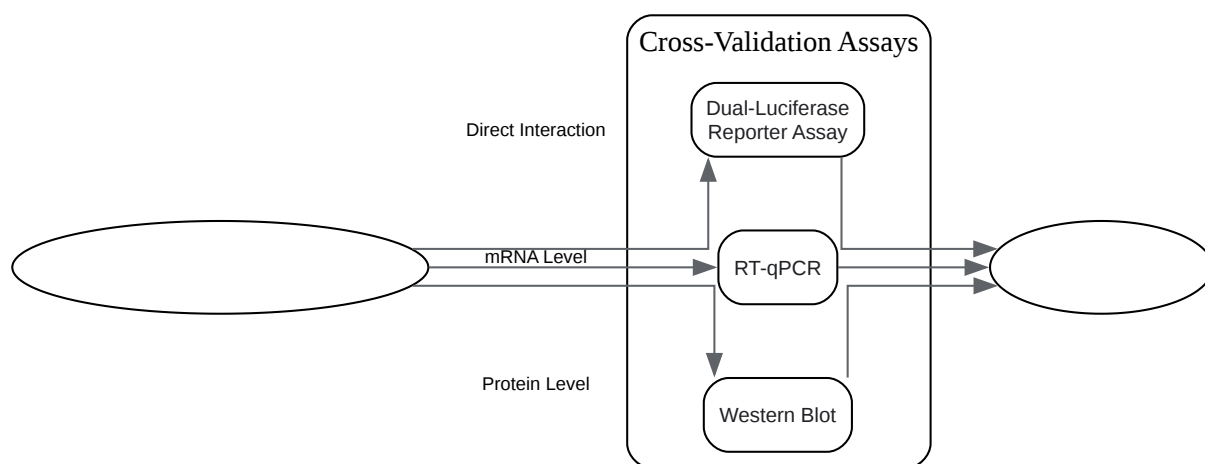 Cross-Validation Assays
Dual-Luciferase
Reporter Assay
Direct Interaction
mRNA Level
RT-qPCR
Protein Level
Western Blot